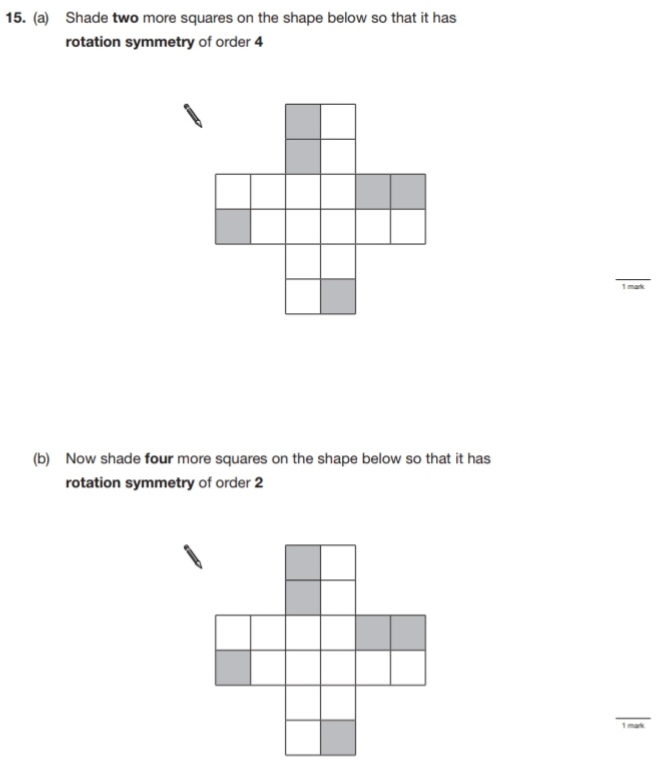 15. (a) Shade two more squares on the shape below so that it has
rotation symmetry of order 4
1 mark
(b) Now shade four more squares on the shape below so that it has
rotation symmetry of order 2
1 mark